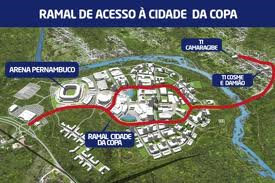 RAMAL DE ACESSO À CIDADE DA COPA
TI
CAMARAGIBE
ARENA PERNAMBUCO
TI COSME
E DAMIÃO
RAMAL CIDADE
DA COPA